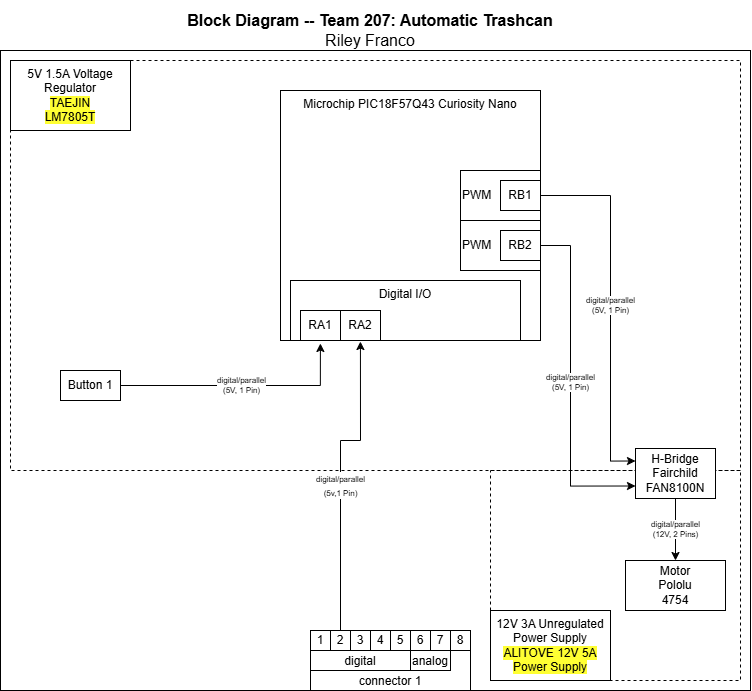 Block Diagram -- Team 207: Automatic Trashcan
Riley Franco
5V 1.5A Voltage
Regulator
TAEJIN
LM7805T
Microchip PIC18F57Q43 Curiosity Nano
PWM
RB1
PWM
RB2
Digital I/O
RA1
RA2
digital/parallel
(5V, 1 Pin)
Button 1
digital/parallel
(5V, 1 Pin)
digital/parallel
(5V, 1 Pin)
H-Bridge
Fairchild
FAN8100N
digital/parallel
(5v,1 Pin)
digital/parallel
(12V, 2 Pins)
Motor
Pololu
4754
12V 3A Unregulated
Power Supply
ALITOVE 12V 5A
Power Supply
1 2 3 4 5 6 7 8
digital analog
connector 1